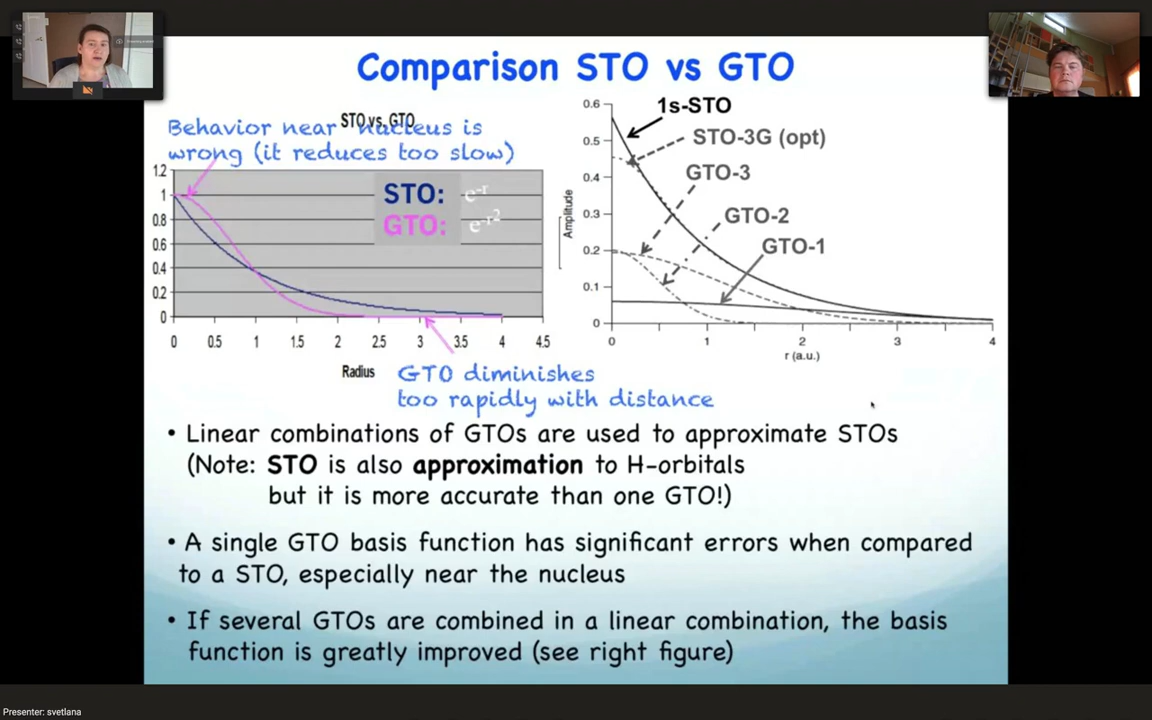 Comparison STO vs GTO
STO vs. GTO
Behavior near nucleus is
wrong (it reduces too slow)
1.2
1
0.8
0.6
0.4
0.2
0
STO: e-r
GTO: e-r2
0 0.5 1 1.5 2 2.5 3 3.5 4 4.5
Radius
GTO diminishes
too rapidly with distance
0.6
0.5
0.4
0.3
0.2
0.1
0
Amplitude
1s-STO
STO-3G (opt)
GTO-3
GTO-2
GTO-1
0 1 2 3 4
r (a.u.)
• Linear combinations of GTOs are used to approximate STOs
(Note: STO is also approximation to H-orbitals
but it is more accurate than one GTO!)
• A single GTO basis function has significant errors when compared
to a STO, especially near the nucleus
• If several GTOs are combined in a linear combination, the basis
function is greatly improved (see right figure)
Presenter: svetlana